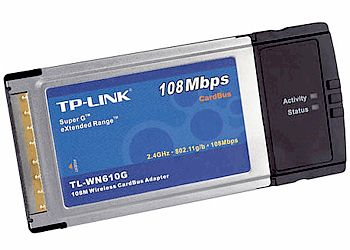 TP-LINK
108Mbps
CardBus
Super G™
eXtended Range™
Activity
Status
2.4GHz · 802.11g/b · 108Mbps
TL-WN610G
108M Wireless CardBus Adapter